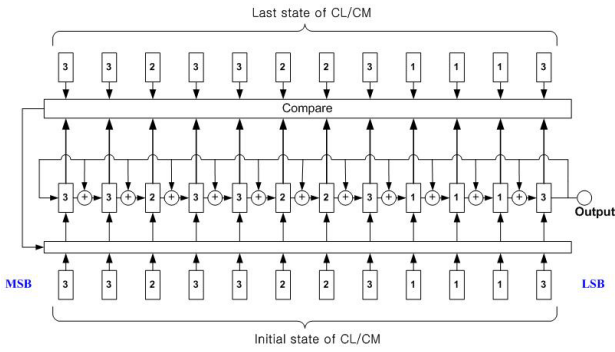 Last state of CL/CM
3 3 2 3 3 2 2 3 1 1 1 3
Compare
3 + 3 + 2 + 3 + 3 + 2 + 2 + 3 + 1 + 1 + 1 + 3
Output
MSB 3 3 2 3 3 2 2 3 1 1 1 3 LSB
Initial state of CL/CM